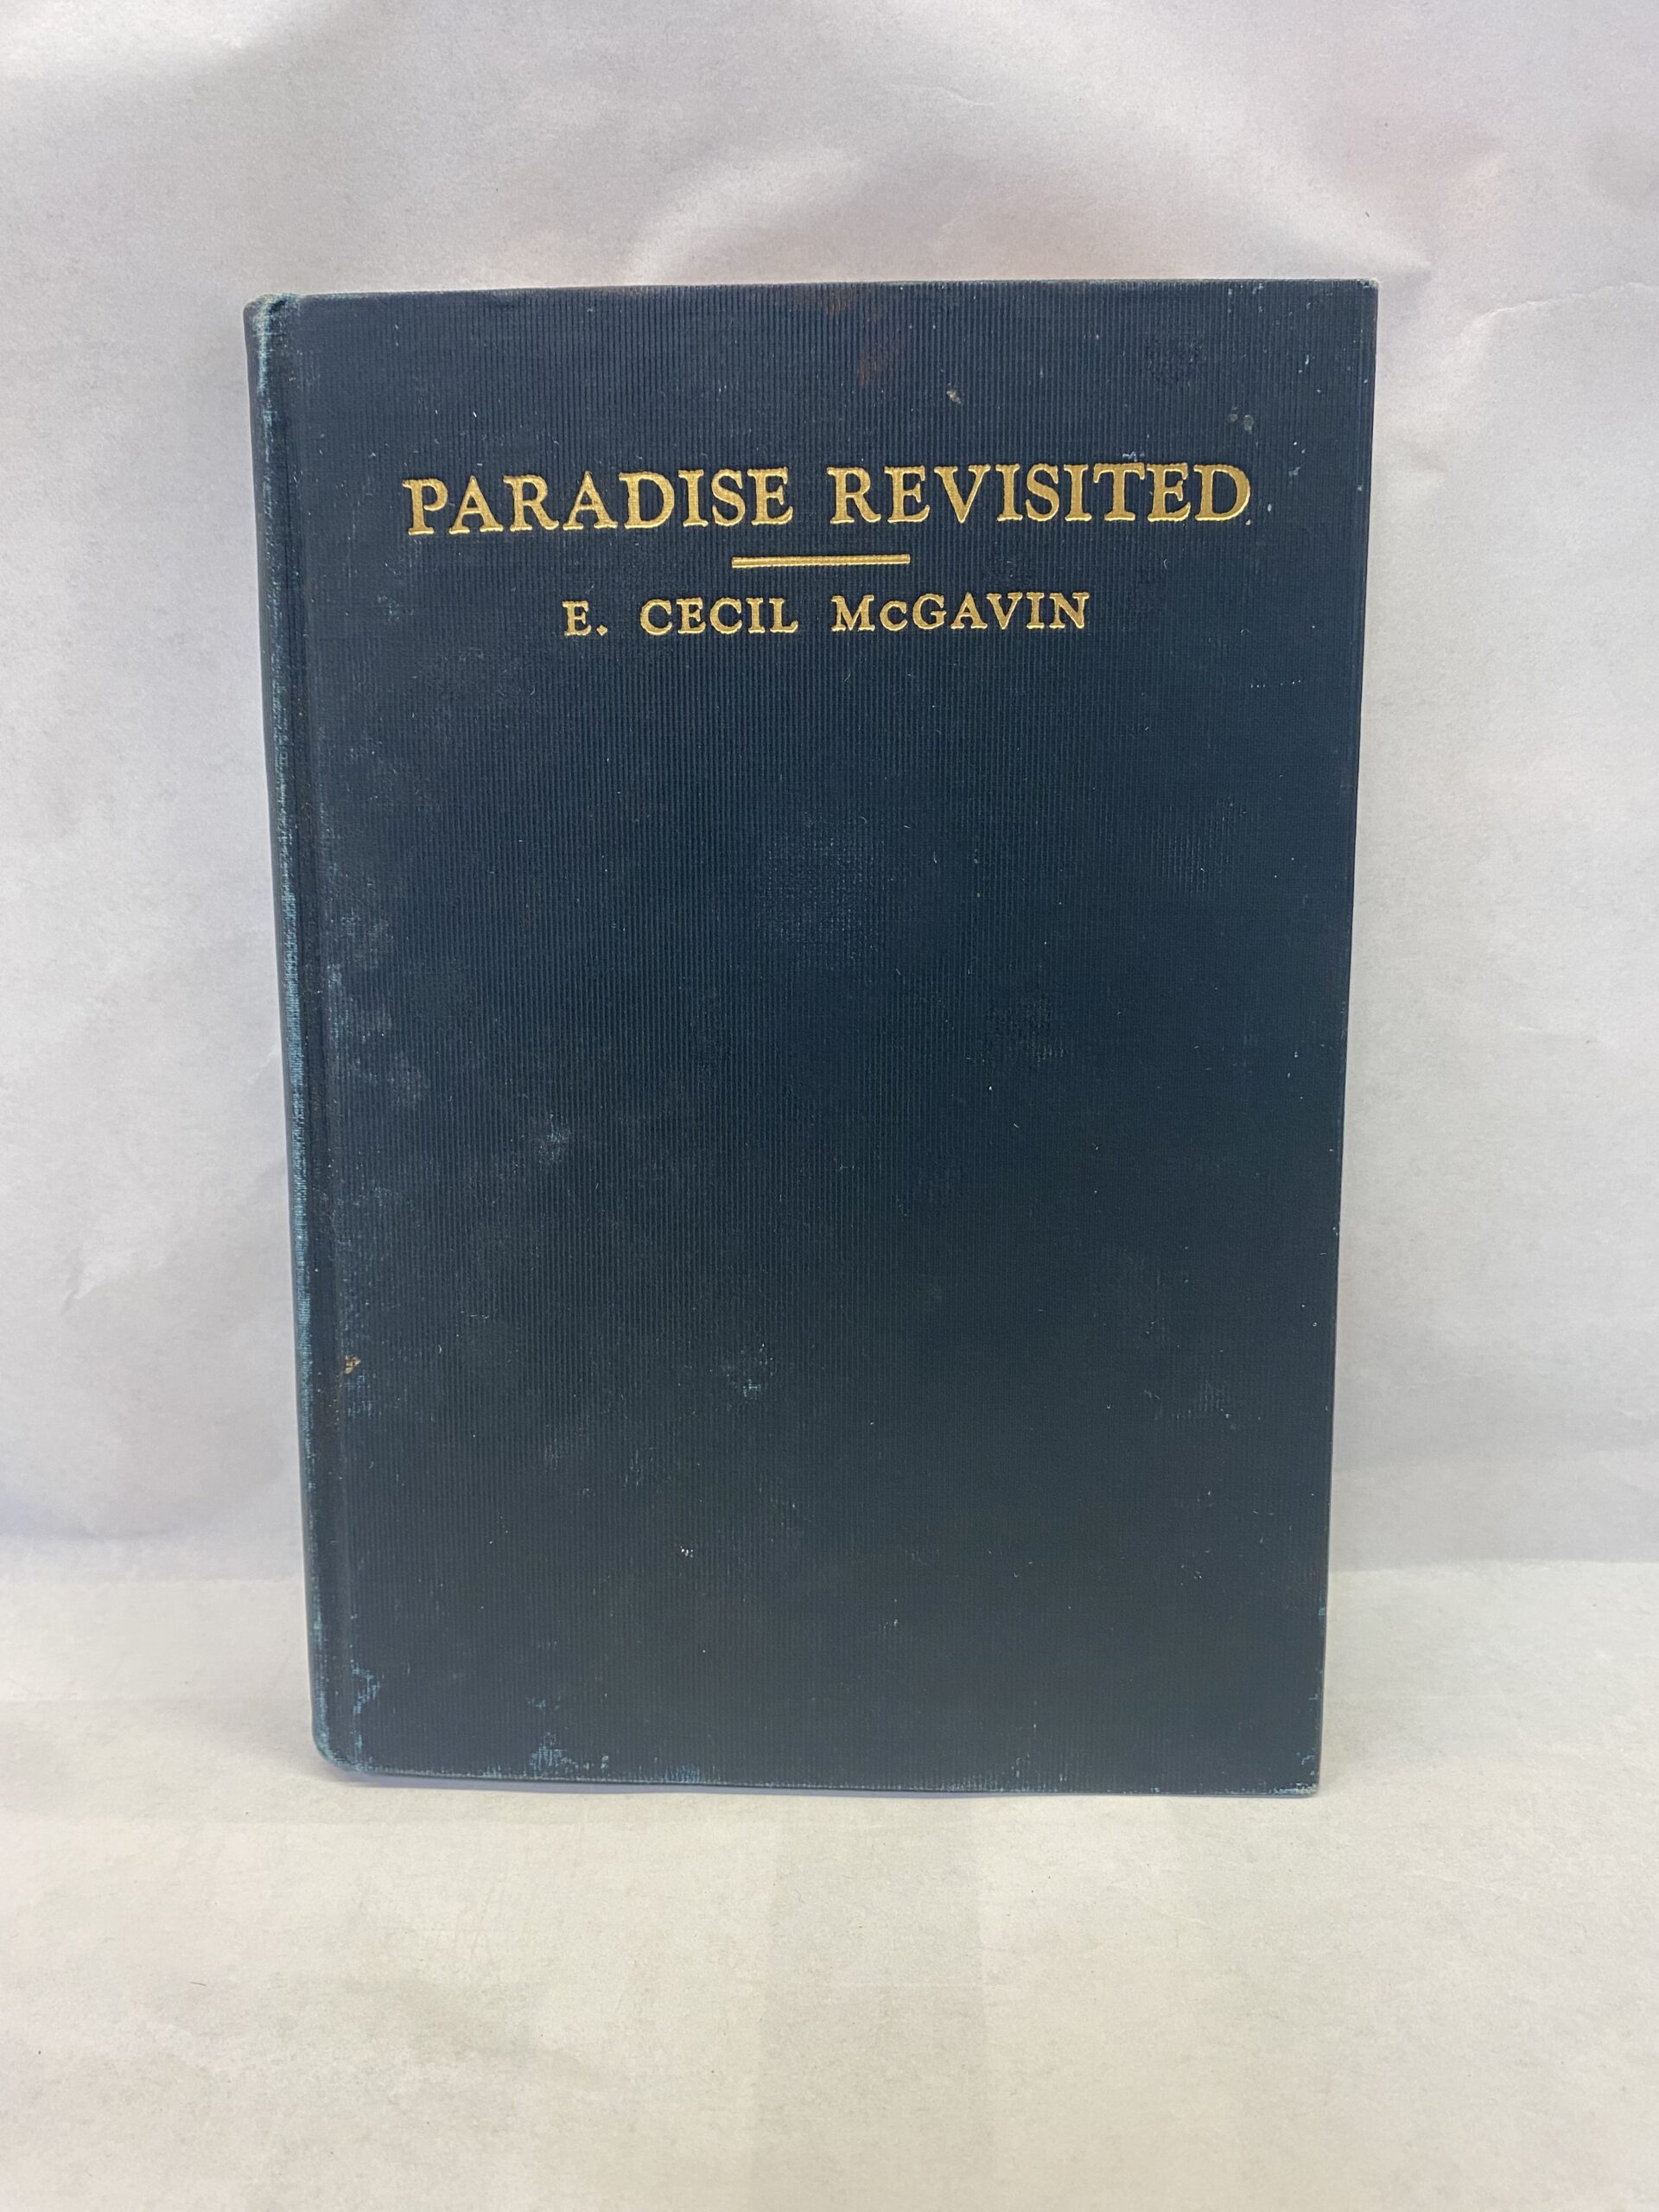 PARADISE REVISITED
E. CECIL McGAVIN